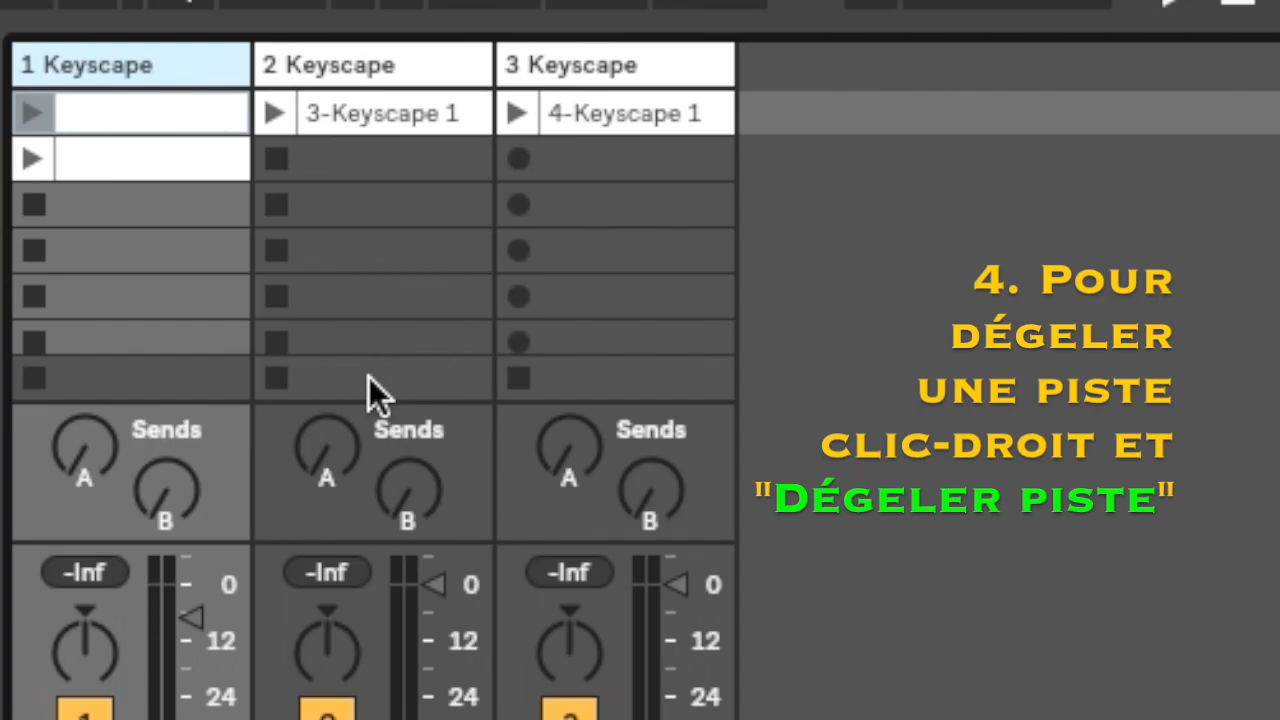 1 Keyscape
2 Keyscape
3 Keyscape
3-Keyscape 1
4-Keyscape 1
4. Pour
dégeler
une piste
clic-droit et
"Dégeler piste"
Sends
A
B
Sends
A
B
Sends
A
B
-Inf
0
12
24
-Inf
0
12
24
-Inf
0
12
24